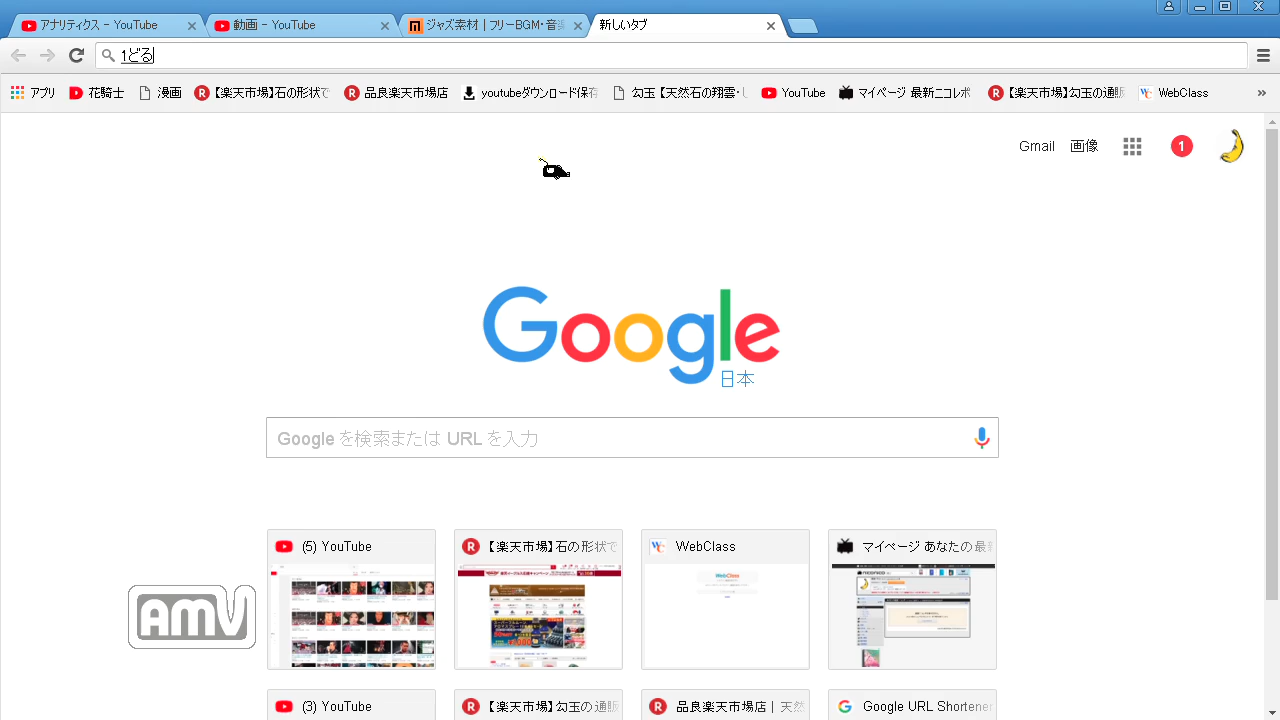 アナリティクス - YouTube
動画 - YouTube
ジャズ素材 | フリーBGM・音
新しいタブ
1どる
アプリ
花騎士
漫画
【楽天市場】石の形状で
品良楽天市場店
youtubeダウンロード保存
勾玉 【天然石の卸雲・し
YouTube
マイページ 最新ニコレポ
【楽天市場】勾玉の通販
WebClass
»
Gmail
画像
1
Google
日本
Google を検索または URL を入力
(5) YouTube
【楽天市場】石の形状で
WebClass
マイページ あなたの最新
WebClass
AMV
(3) YouTube
【楽天市場】勾玉の通販
品良楽天市場店 | 天然
Google URL Shortener